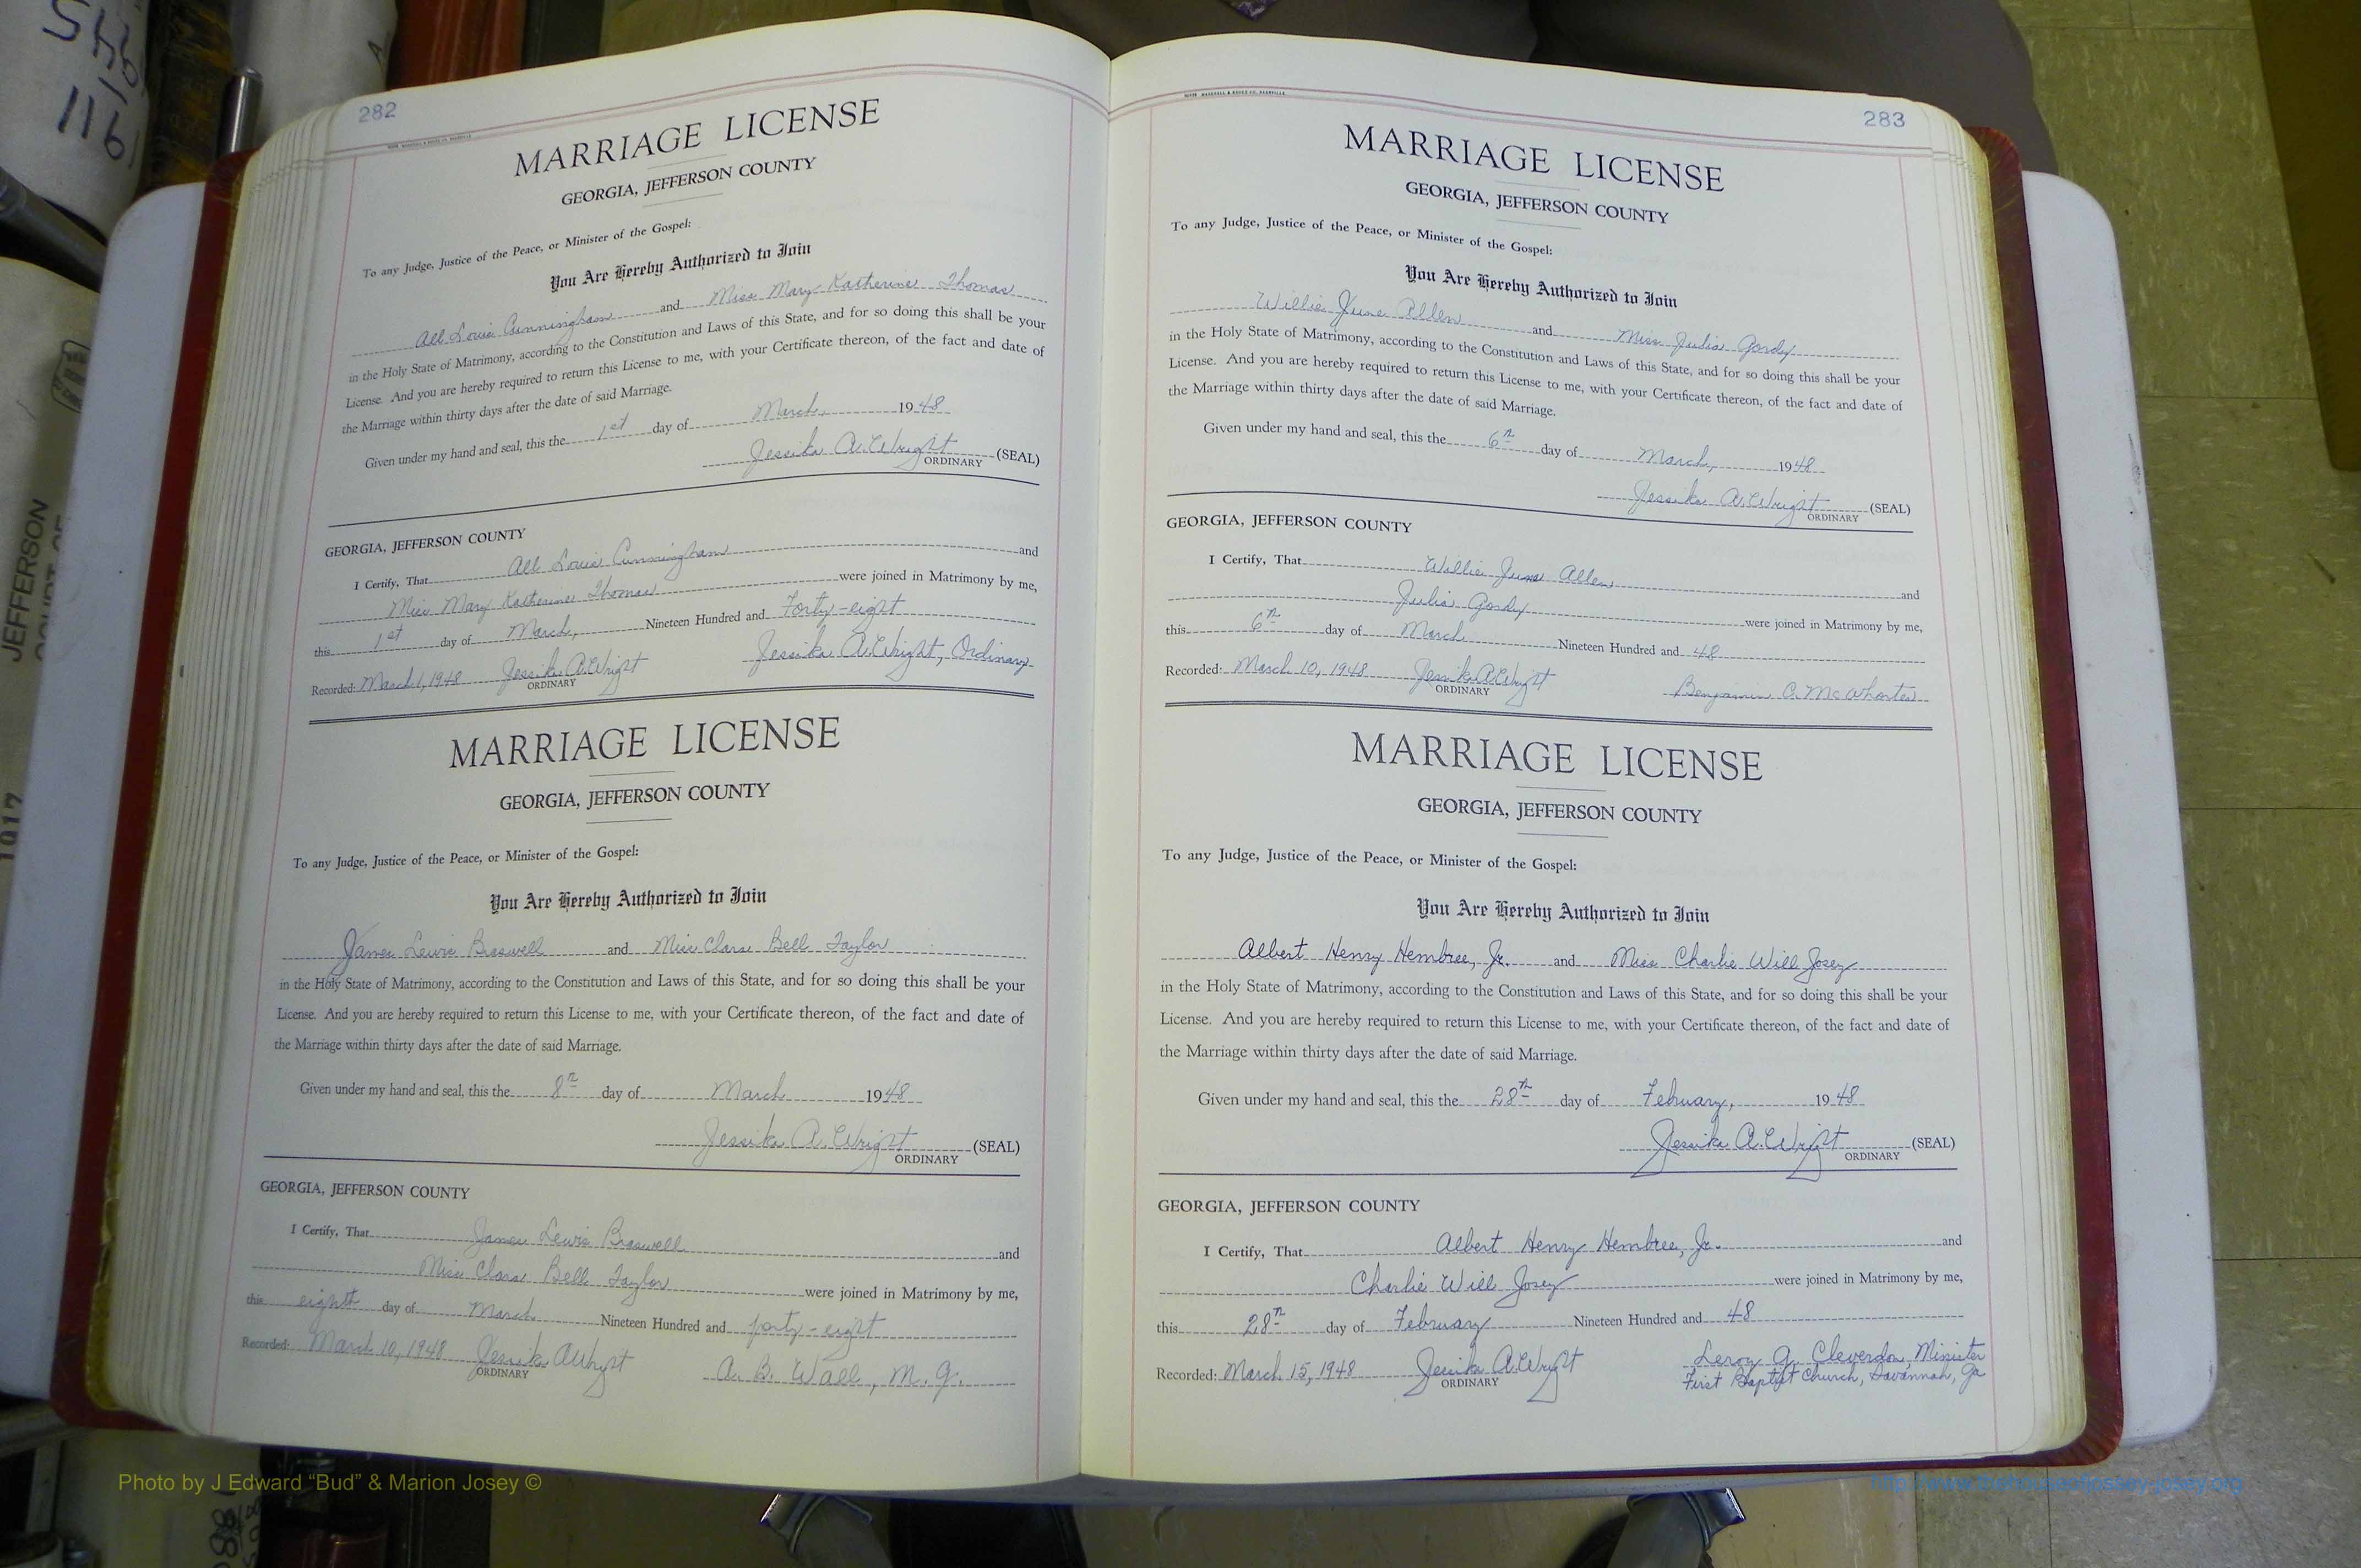 282
MARRIAGE LICENSE
GEORGIA, JEFFERSON COUNTY
To any Judge, Justice of the Peace, or Minister of the Gospel:
You Are Hereby Authorized to Join
All Louie Cunningham and Miss Mary Katherine Thomas
in the Holy State of Matrimony, according to the Constitution and Laws of this State, and for so doing this shall be your
License. And you are hereby required to return this License to me, with your Certificate thereon, of the fact and date of
the Marriage within thirty days after the date of said Marriage.
Given under my hand and seal, this the 1st day of March, 1948
Jessika A. Wright (SEAL)
ORDINARY
GEORGIA, JEFFERSON COUNTY
I Certify, That All Louie Cunningham and
Miss Mary Katherine Thomas were joined in Matrimony by me,
this 1st day of March, Nineteen Hundred and Forty-eight
Recorded: March 1, 1948 Jessika A. Wright Jessika A. Wright, Ordinary
ORDINARY
MARRIAGE LICENSE
GEORGIA, JEFFERSON COUNTY
To any Judge, Justice of the Peace, or Minister of the Gospel:
You Are Hereby Authorized to Join
James Lewis Braswell and Miss Clara Bell Taylor
in the Holy State of Matrimony, according to the Constitution and Laws of this State, and for so doing this shall be your
License. And you are hereby required to return this License to me, with your Certificate thereon, of the fact and date of
the Marriage within thirty days after the date of said Marriage.
Given under my hand and seal, this the 8th day of March 1948
Jessika A. Wright (SEAL)
ORDINARY
GEORGIA, JEFFERSON COUNTY
I Certify, That James Lewis Braswell and
Miss Clara Bell Taylor were joined in Matrimony by me,
this eighth day of March Nineteen Hundred and forty-eight
Recorded: March 10, 1948 Jessika A Wright A. B. Wall, M. G.
ORDINARY
283
MARSHALL & BRUCE CO., NASHVILLE
MARRIAGE LICENSE
GEORGIA, JEFFERSON COUNTY
To any Judge, Justice of the Peace, or Minister of the Gospel:
You Are Hereby Authorized to Join
Willie June Allen and Miss Julia Gordy
in the Holy State of Matrimony, according to the Constitution and Laws of this State, and for so doing this shall be your
License. And you are hereby required to return this License to me, with your Certificate thereon, of the fact and date of
the Marriage within thirty days after the date of said Marriage.
Given under my hand and seal, this the 6th day of March, 1948
Jessika A. Wright (SEAL)
ORDINARY
GEORGIA, JEFFERSON COUNTY
I Certify, That Willie June Allen and
Julia Gordy were joined in Matrimony by me,
this 6th day of March Nineteen Hundred and 48
Recorded: March 10, 1948 Jessika A Wright Benjamin C. McWhorter
ORDINARY
MARRIAGE LICENSE
GEORGIA, JEFFERSON COUNTY
To any Judge, Justice of the Peace, or Minister of the Gospel:
You Are Hereby Authorized to Join
Albert Henry Hembree, Jr. and Miss Charlie Will Josey
in the Holy State of Matrimony, according to the Constitution and Laws of this State, and for so doing this shall be your
License. And you are hereby required to return this License to me, with your Certificate thereon, of the fact and date of
the Marriage within thirty days after the date of said Marriage.
Given under my hand and seal, this the 28th day of February, 1948
Jessika A. Wright (SEAL)
ORDINARY
GEORGIA, JEFFERSON COUNTY
I Certify, That Albert Henry Hembree, Jr. and
Charlie Will Josey were joined in Matrimony by me,
this 28th day of February Nineteen Hundred and 48
Recorded: March 15, 1948 Jessika A. Wright Leroy G. Cleverdon, Minister
ORDINARY First Baptist Church, Savannah, Ga
JEFFERSON
1917
116
Photo by J Edward “Bud” & Marion Josey ©
http://www.thehouseofjossey-josey.org